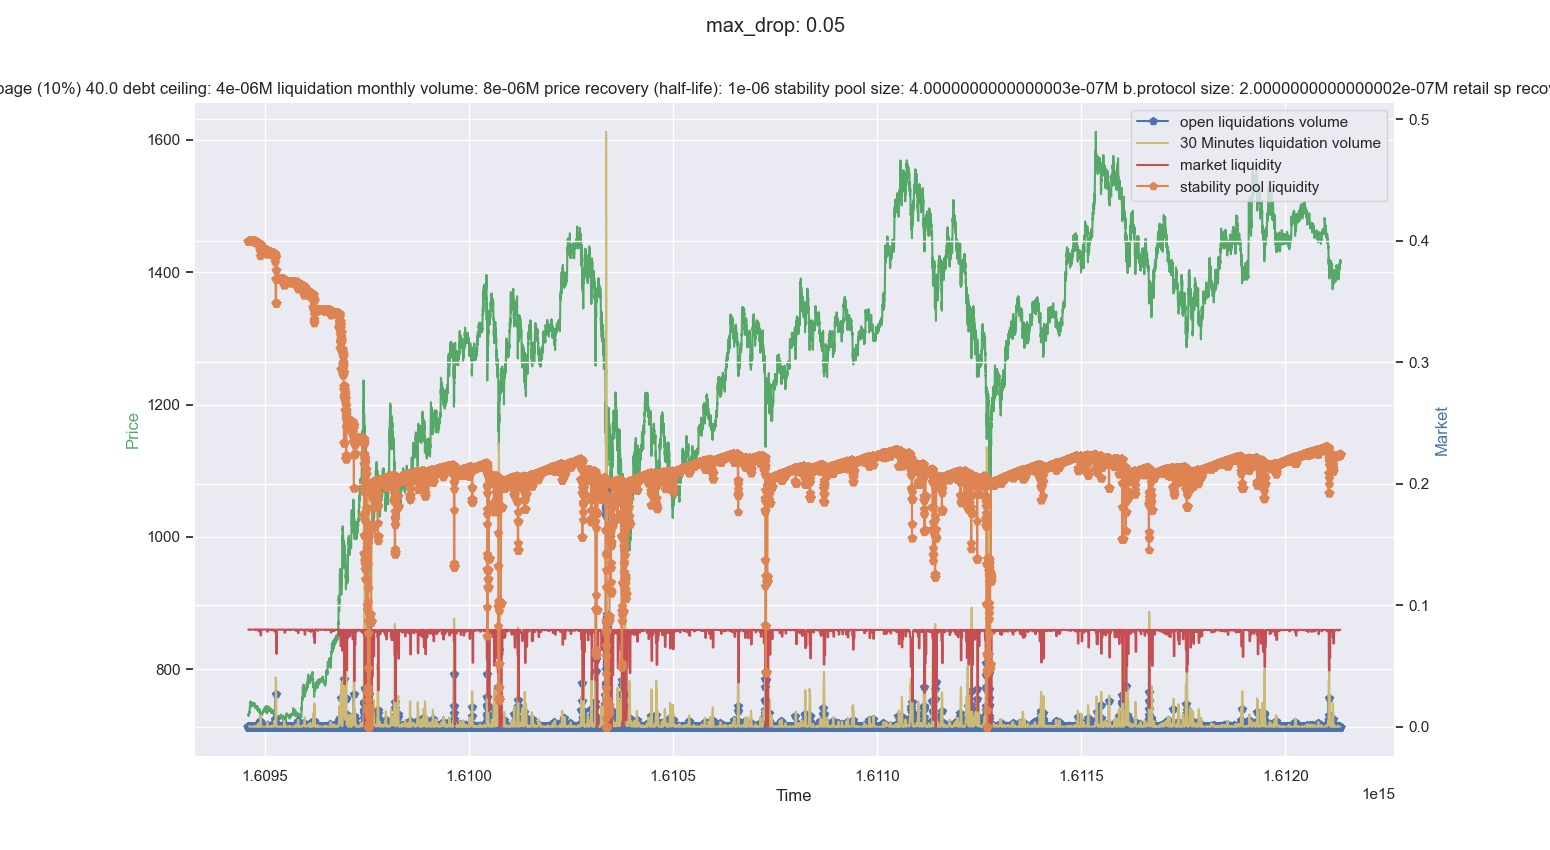 max_drop: 0.05
(10%) 40.0 debt ceiling: 4e-06M liquidation monthly volume: 8e-06M price recovery (half-life): 1e-06 stability pool size: 4.0000000000000003e-07M b.protocol size: 2.0000000000000002e-07M retail sp
open liquidations volume
30 Minutes liquidation volume
market liquidity
stability pool liquidity
1600
1400
1200
1000
800
Price
0.5
0.4
0.3
0.2
0.1
0.0
Market
1.6095 1.6100 1.6105 1.6110 1.6115 1.6120
Time
1e15